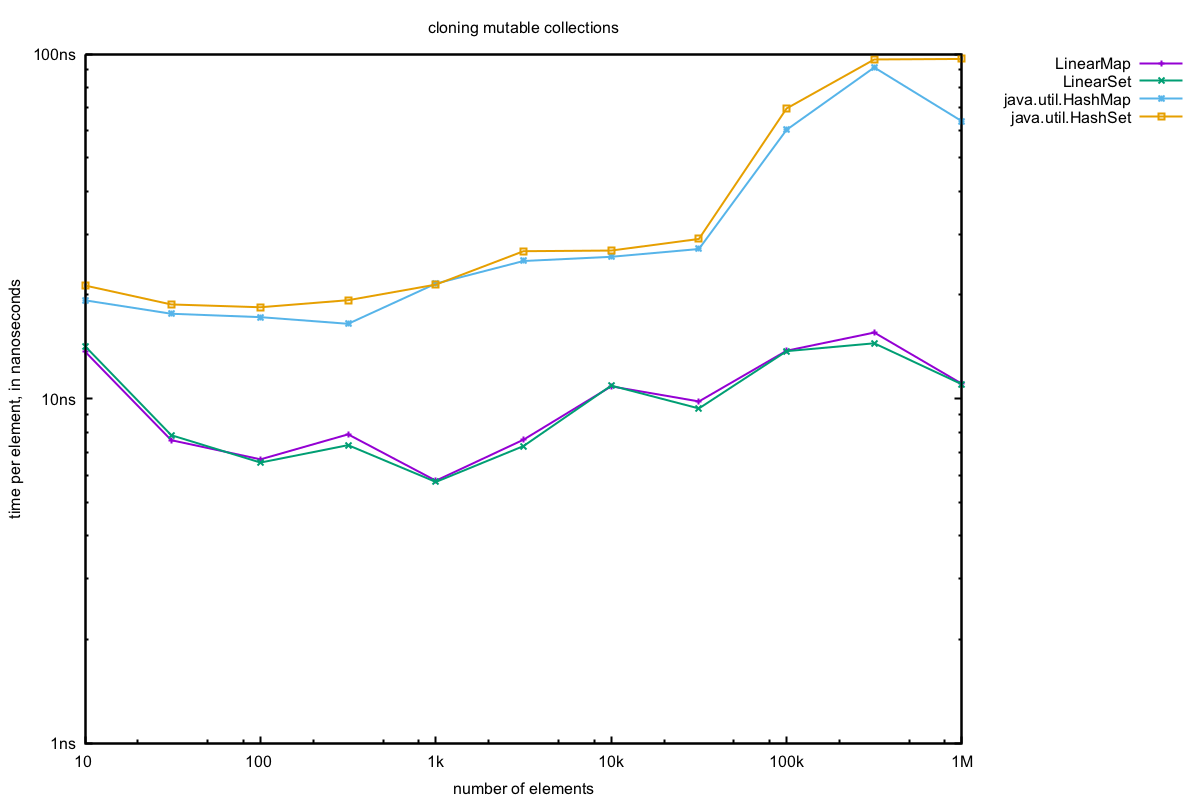 cloning mutable collections
100ns
10ns
1ns
time per element, in nanoseconds
10 100 1k 10k 100k 1M
number of elements
LinearMap
LinearSet
java.util.HashMap
java.util.HashSet